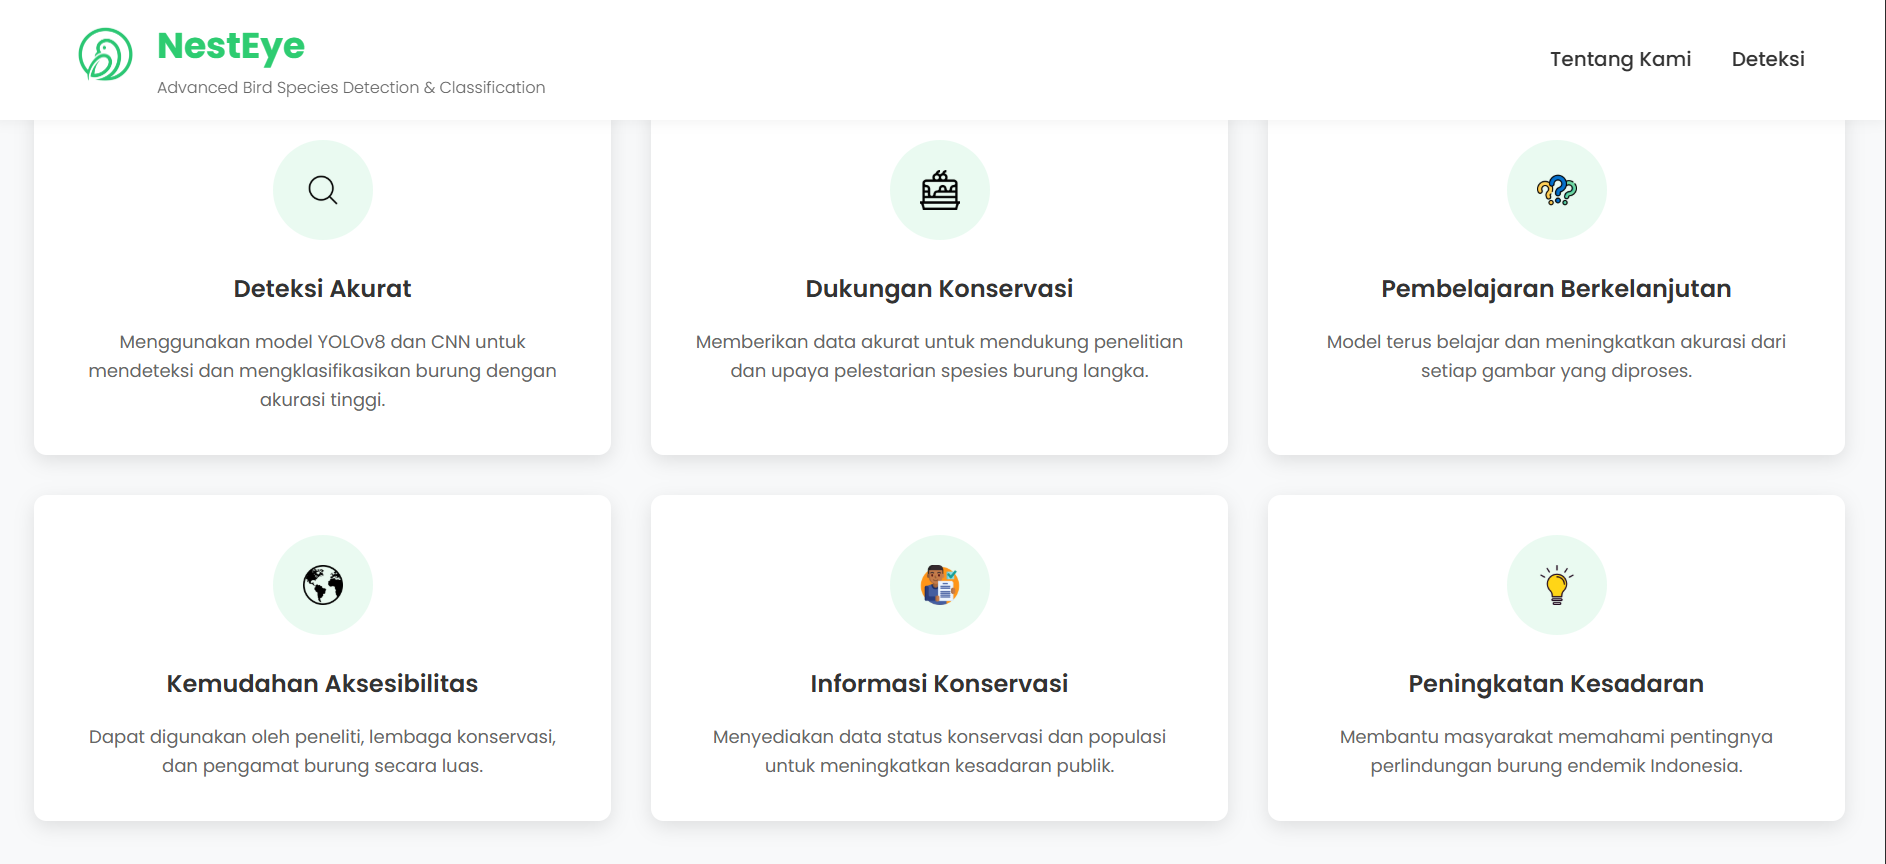 NestEye
Advanced Bird Species Detection & Classification
Tentang Kami
Deteksi
Deteksi Akurat
Menggunakan model YOLOv8 dan CNN untuk
mendeteksi dan mengklasifikasikan burung dengan
akurasi tinggi.
Dukungan Konservasi
Memberikan data akurat untuk mendukung penelitian
dan upaya pelestarian spesies burung langka.
Pembelajaran Berkelanjutan
Model terus belajar dan meningkatkan akurasi dari
setiap gambar yang diproses.
Kemudahan Aksesibilitas
Dapat digunakan oleh peneliti, lembaga konservasi,
dan pengamat burung secara luas.
Informasi Konservasi
Menyediakan data status konservasi dan populasi
untuk meningkatkan kesadaran publik.
Peningkatan Kesadaran
Membantu masyarakat memahami pentingnya
perlindungan burung endemik Indonesia.